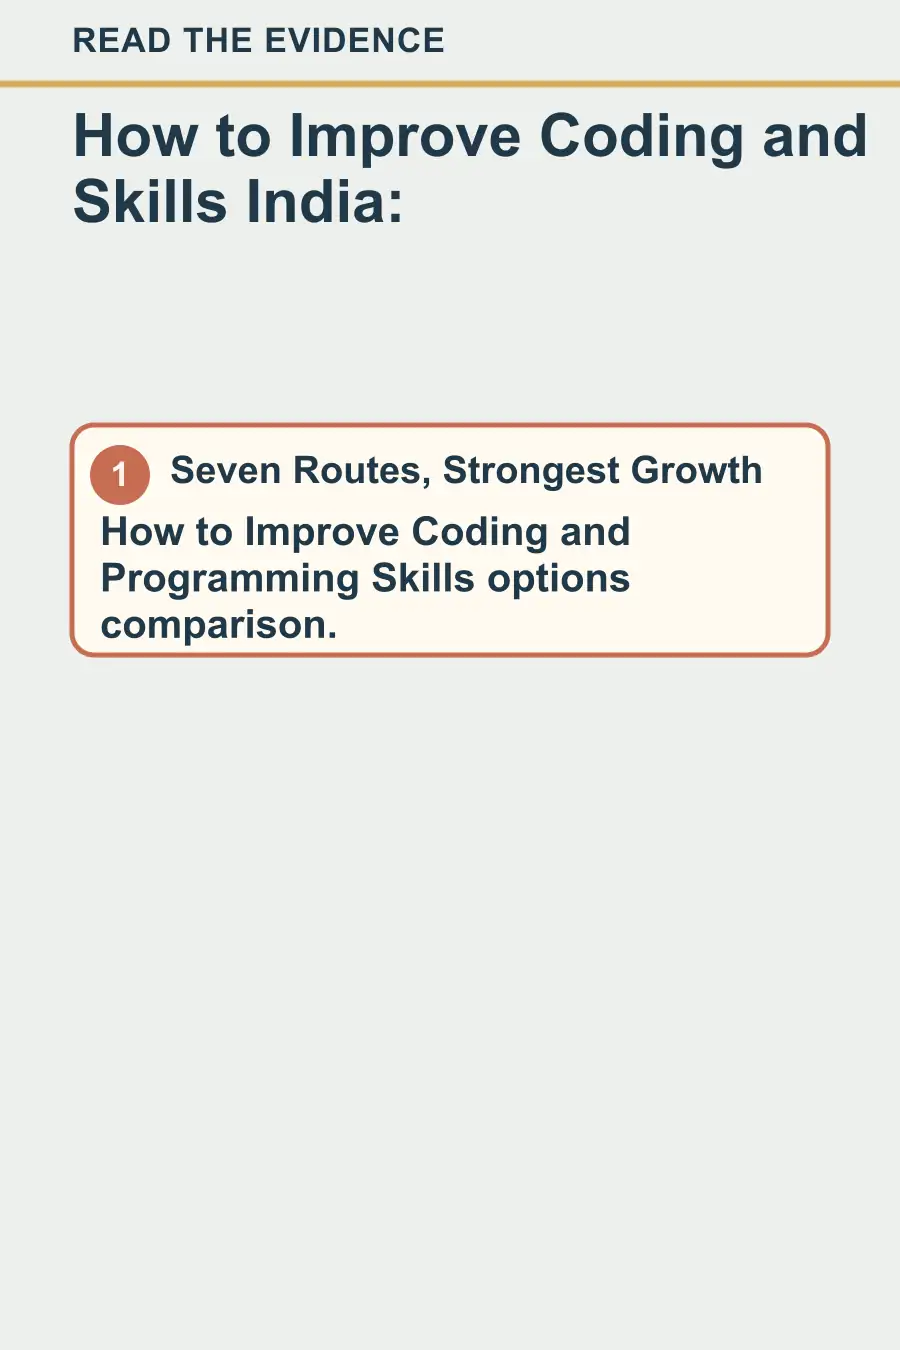 READ THE EVIDENCE
How to Improve Coding and
Skills India:
1 Seven Routes, Strongest Growth
How to Improve Coding and
Programming Skills options
comparison.